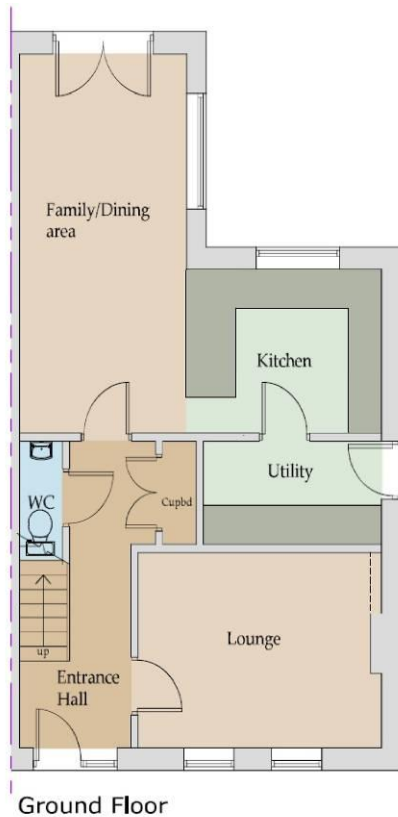 Family/Dining
area
Kitchen
Utility
WC
Cupbd
Lounge
up
Entrance
Hall
Ground Floor